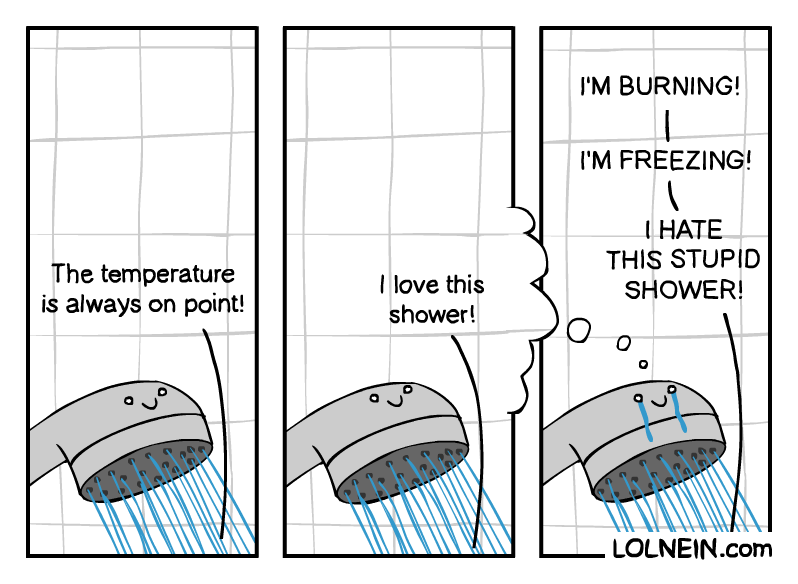 The temperature
is always on point!
I love this
shower!
I'M BURNING!
I'M FREEZING!
I HATE
THIS STUPID
SHOWER!
LOLNEIN.com